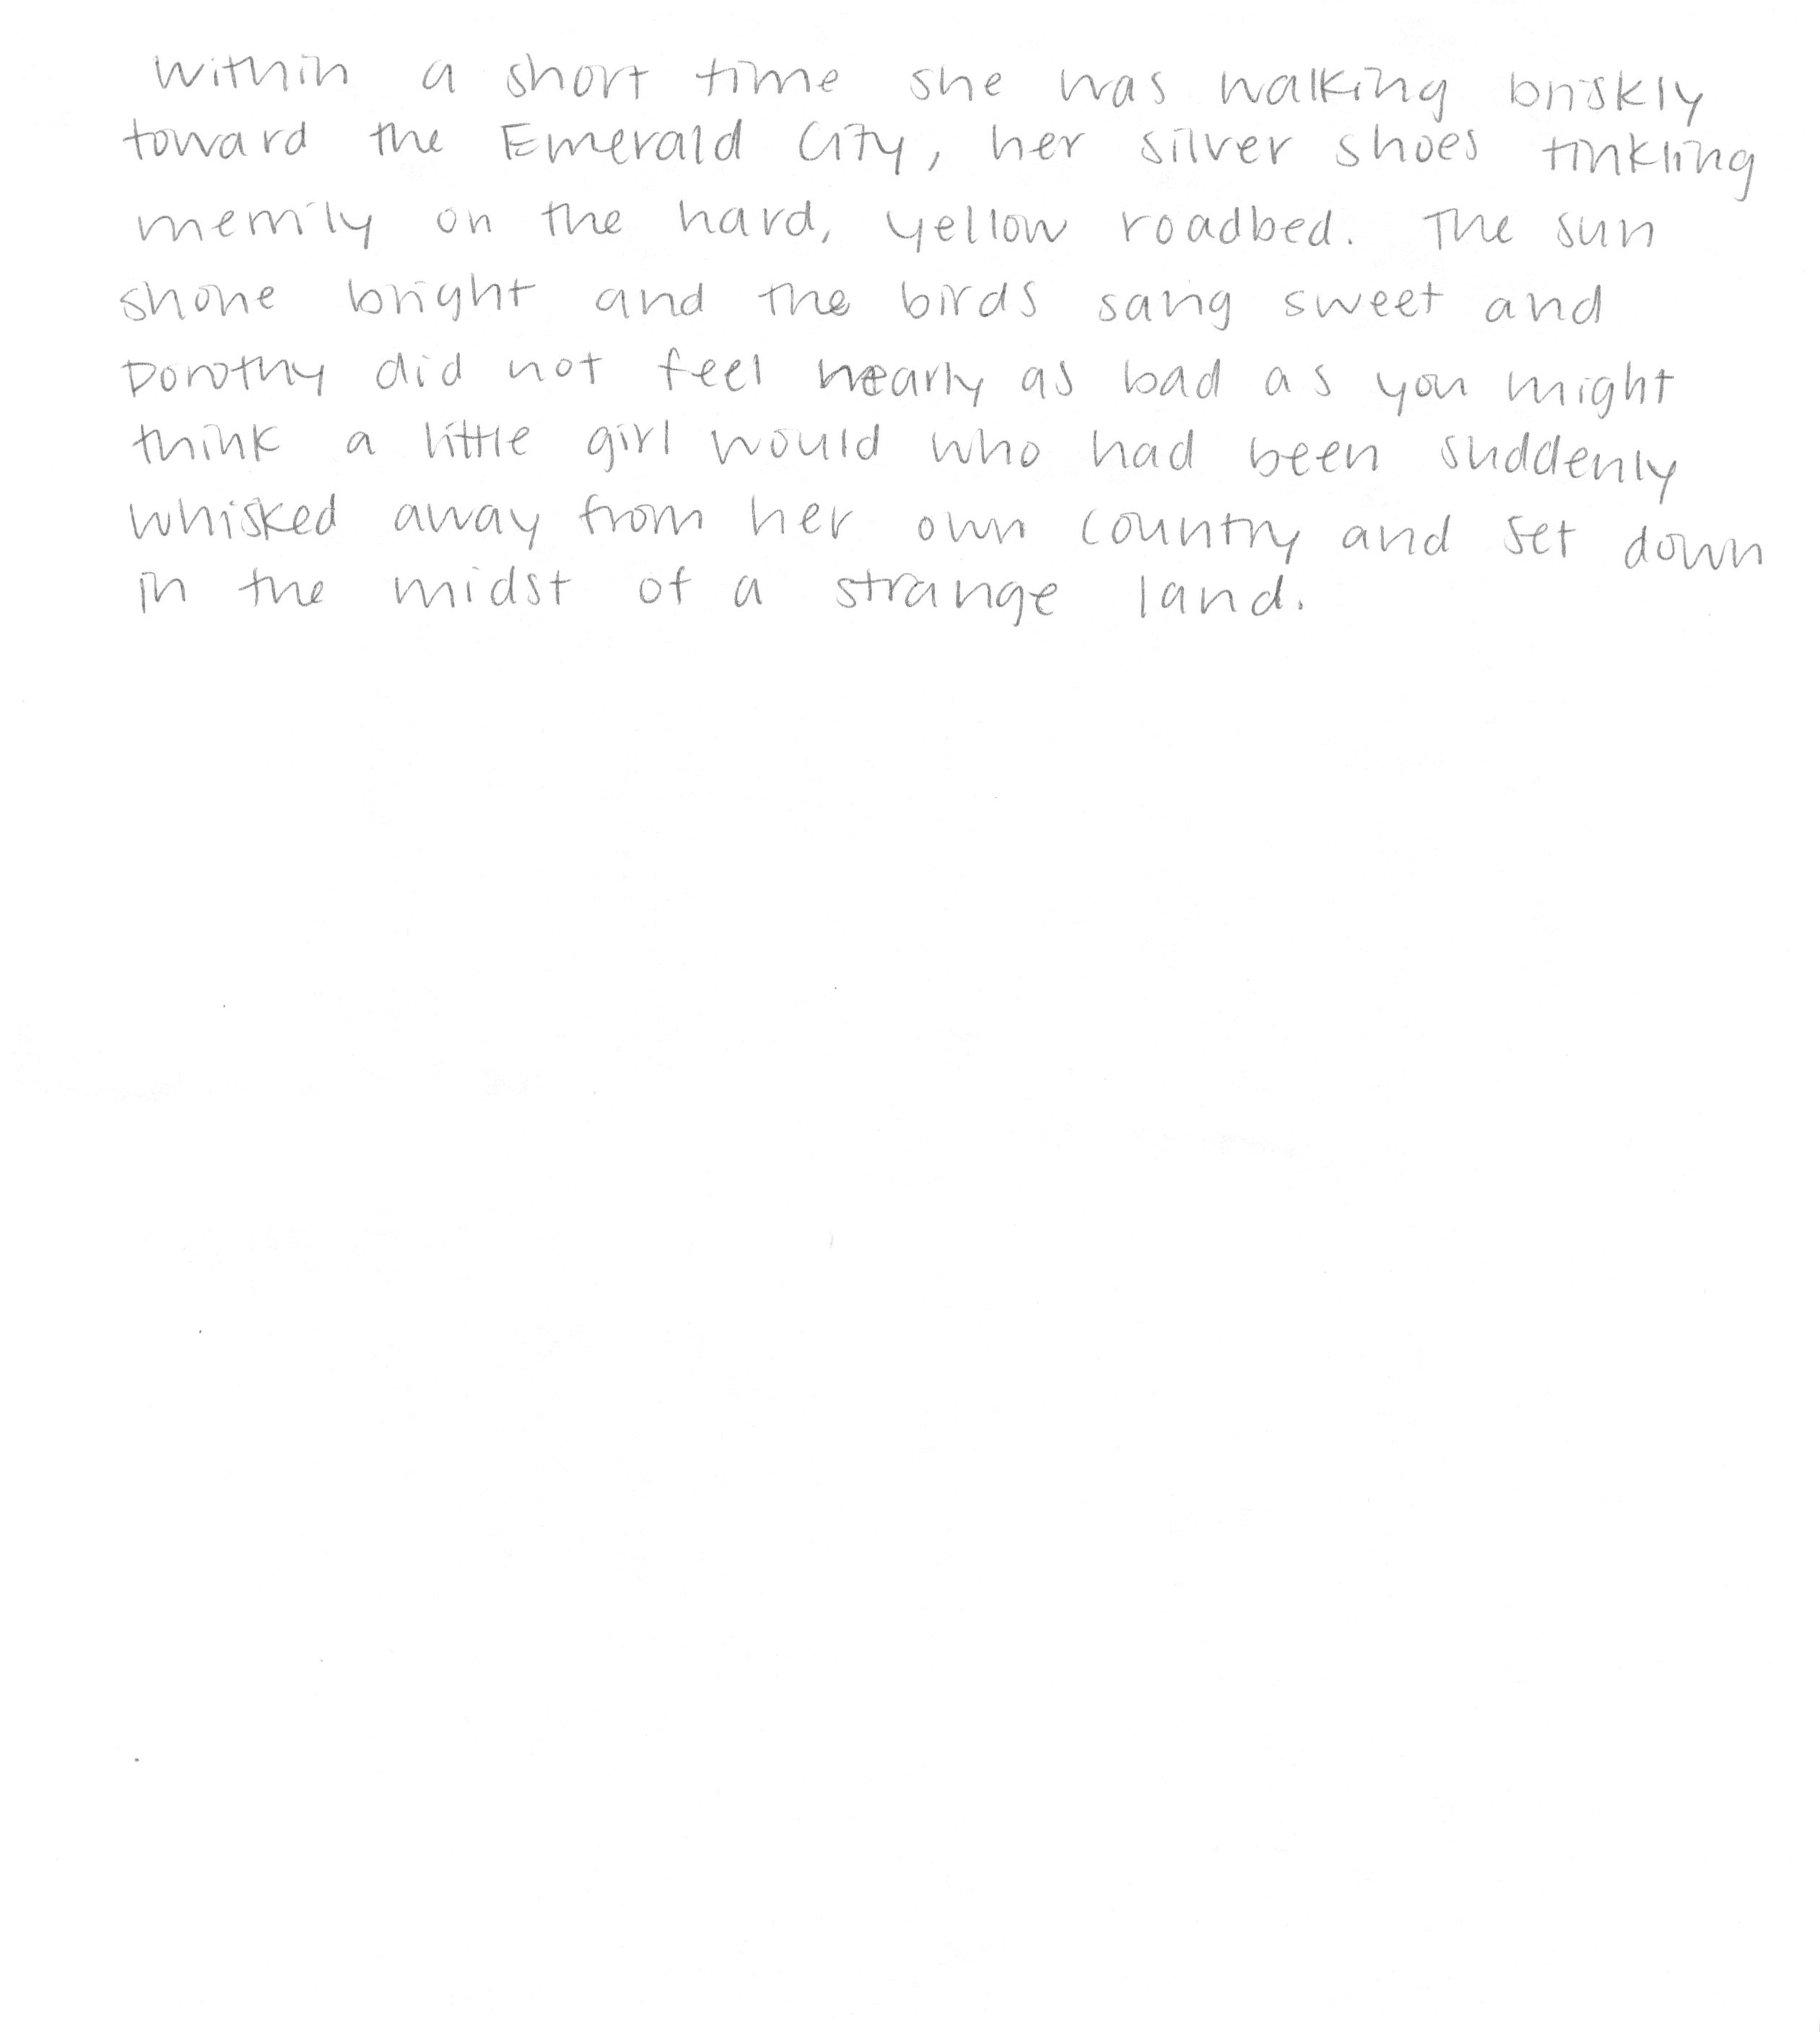 Within a short time she was walking briskly
toward the Emerald City, her silver shoes tinkling
merrily on the hard, yellow roadbed. The sun
shone bright and the birds sang sweet and
Dorothy did not feel nearly as bad as you might
think a little girl would who had been suddenly
whisked away from her own country and set down
in the midst of a strange land.